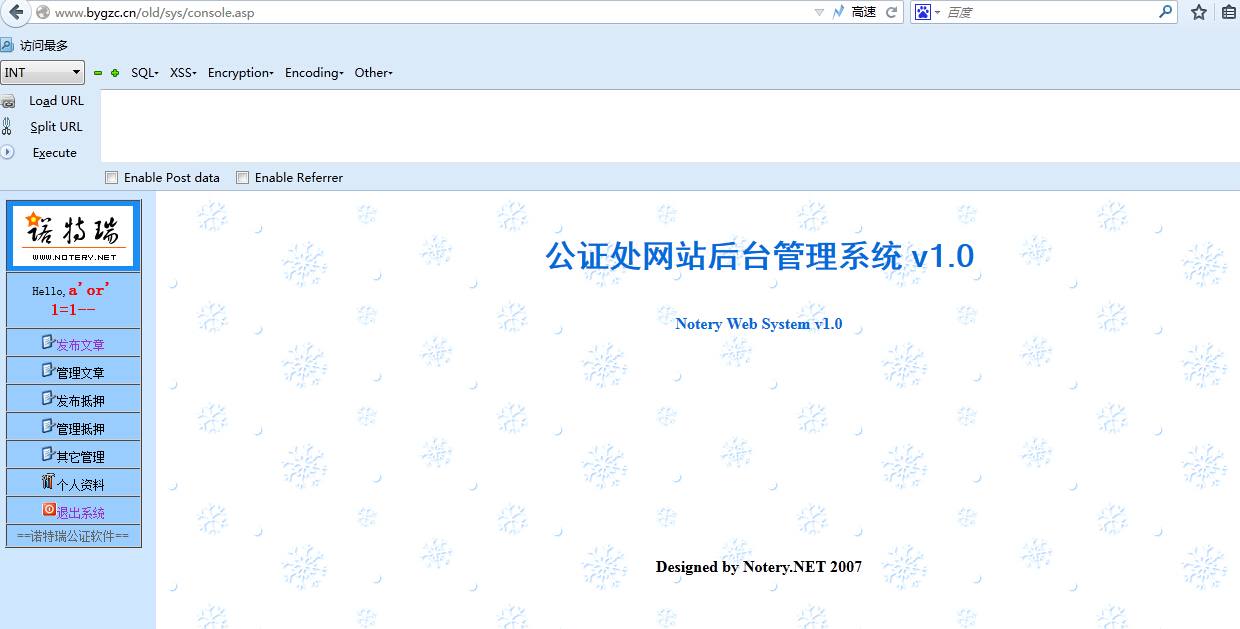 www.bygzc.cn/old/sys/console.asp
高速
百度
访问最多
INT
SQL
XSS
Encryption
Encoding
Other
Load URL
Split URL
Execute
Enable Post data
Enable Referrer
诺特瑞
WWW.NOTERY.NET
Hello, a' or'
1=1--
发布文章
管理文章
发布抵押
管理抵押
其它管理
个人资料
退出系统
==诺特瑞公证软件==
公证处网站后台管理系统 v1.0
Notery Web System v1.0
Designed by Notery.NET 2007